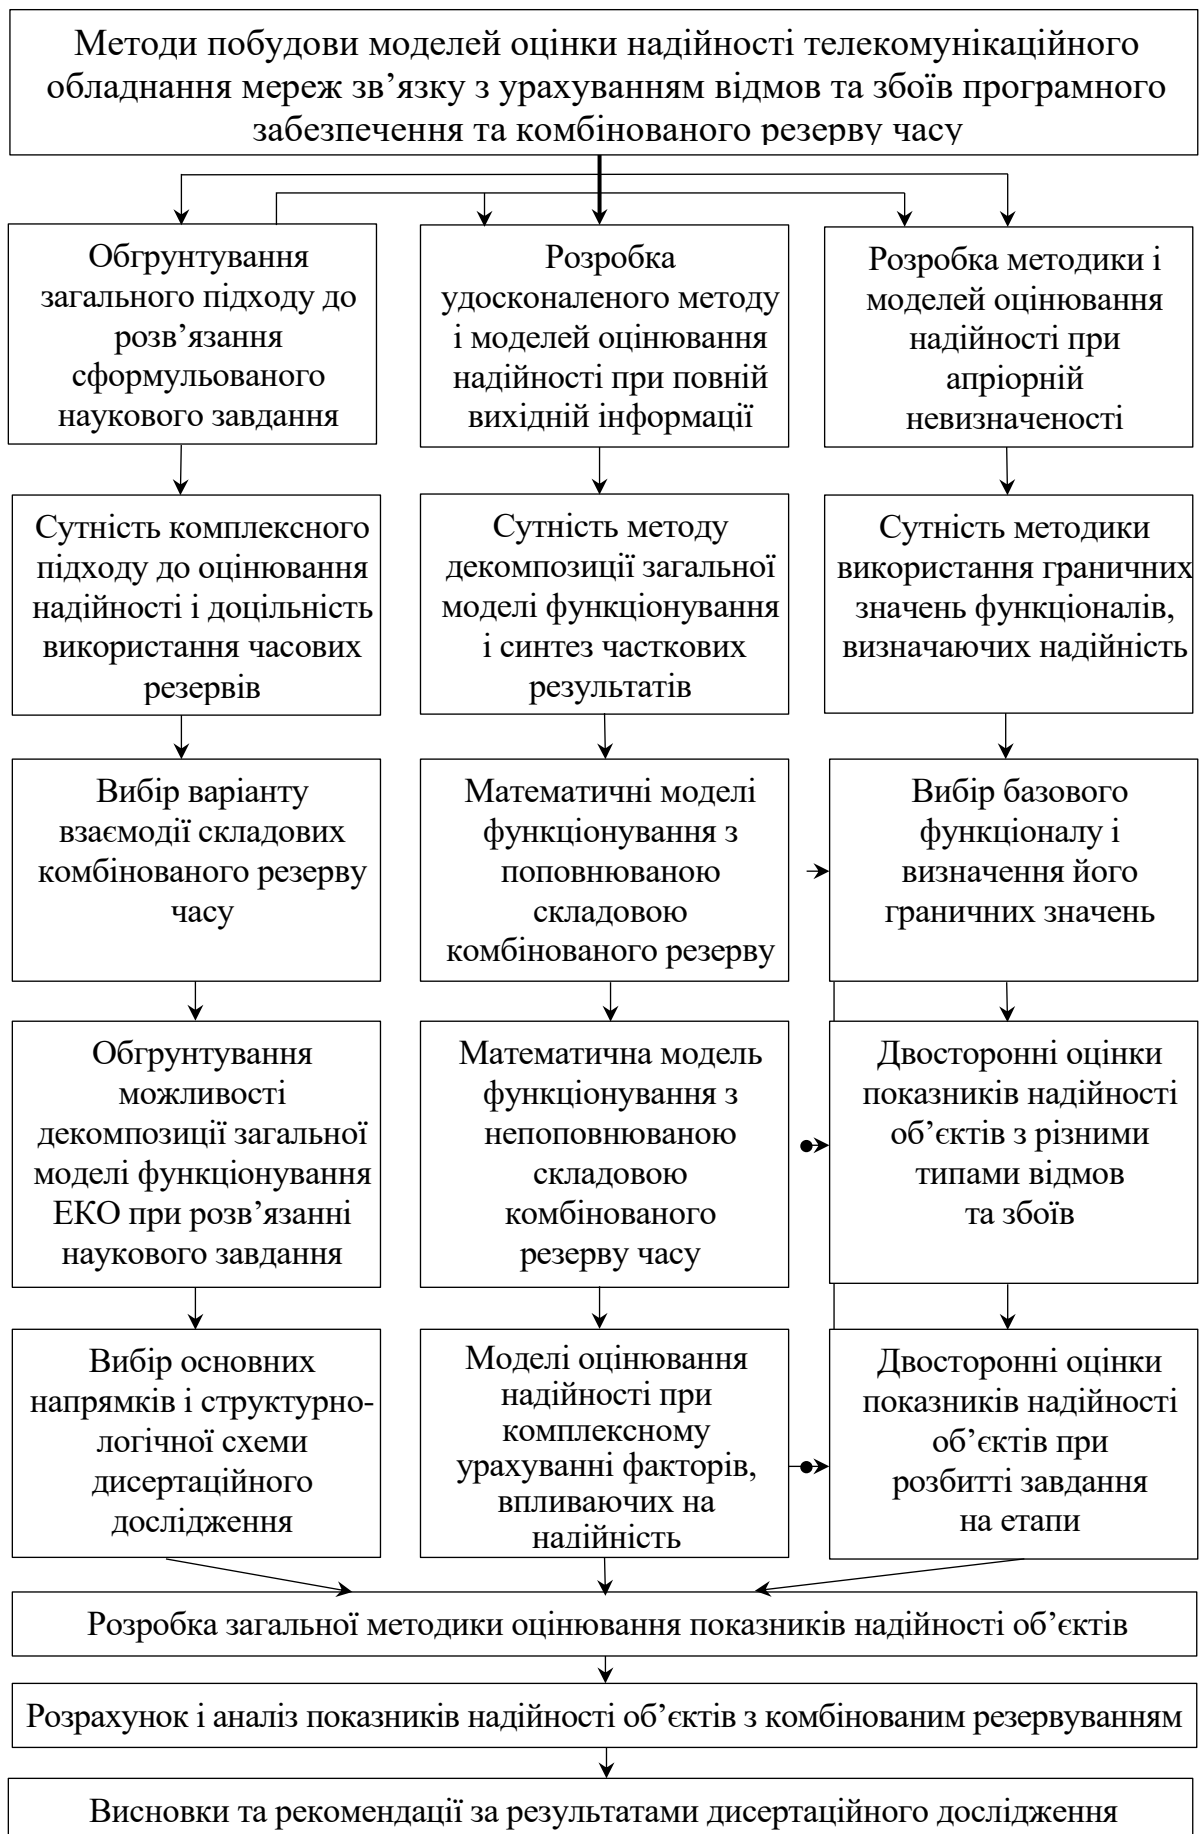 Методи побудови моделей оцінки надійності телекомунікаційного
обладнання мереж зв’язку з урахуванням відмов та збоїв програмного
забезпечення та комбінованого резерву часу
Обгрунтування
загального підходу до
розв’язання
сформульованого
наукового завдання
Розробка
удосконаленого методу
і моделей оцінювання
надійності при повній
вихідній інформації
Розробка методики і
моделей оцінювання
надійності при
апріорній
невизначеності
Сутність комплексного
підходу до оцінювання
надійності і доцільність
використання часових
резервів
Сутність методу
декомпозиції загальної
моделі функціонування
і синтез часткових
результатів
Сутність методики
використання граничних
значень функціоналів,
визначаючих надійність
Вибір варіанту
взаємодії складових
комбінованого резерву
часу
Математичні моделі
функціонування з
поповнюваною
складовою
комбінованого резерву
Вибір базового
функціоналу і
визначення його
граничних значень
Обгрунтування
можливості
декомпозиції загальної
моделі функціонування
ЕКО при розв’язанні
наукового завдання
Математична модель
функціонування з
непоповнюваною
складовою
комбінованого
резерву часу
Двосторонні оцінки
показників надійності
об’єктів з різними
типами відмов
та збоїв
Вибір основних
напрямків і структурно-
логічної схеми
дисертаційного
дослідження
Моделі оцінювання
надійності при
комплексному
урахуванні факторів,
впливаючих на
надійність
Двосторонні оцінки
показників надійності
об’єктів при
розбитті завдання
на етапи
Розробка загальної методики оцінювання показників надійності об’єктів
Розрахунок і аналіз показників надійності об’єктів з комбінованим резервуванням
Висновки та рекомендації за результатами дисертаційного дослідження